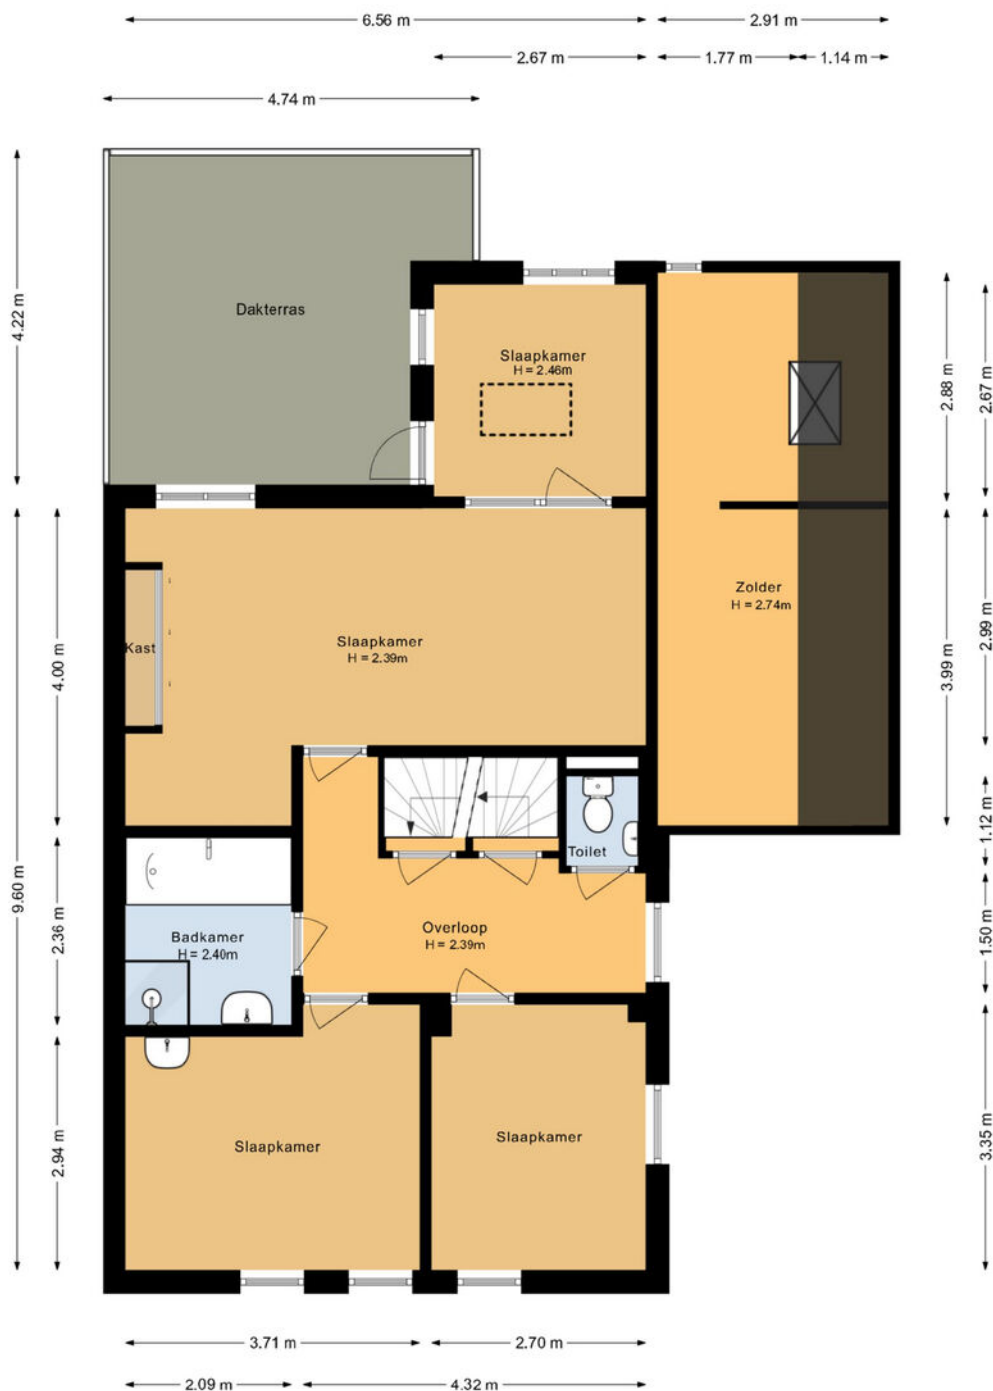 6.56 m
2.91 m
2.67 m
1.77 m
1.14 m
4.74 m
4.22 m
Dakterras
Slaapkamer
H = 2.46m
2.88 m
2.67 m
Zolder
H = 2.74m
Kast
Slaapkamer
H = 2.39m
4.00 m
3.99 m
2.99 m
1.12 m
Toilet
9.60 m
2.36 m
Badkamer
H = 2.40m
Overloop
H = 2.39m
1.50 m
2.94 m
Slaapkamer
Slaapkamer
3.35 m
3.71 m
2.70 m
2.09 m
4.32 m